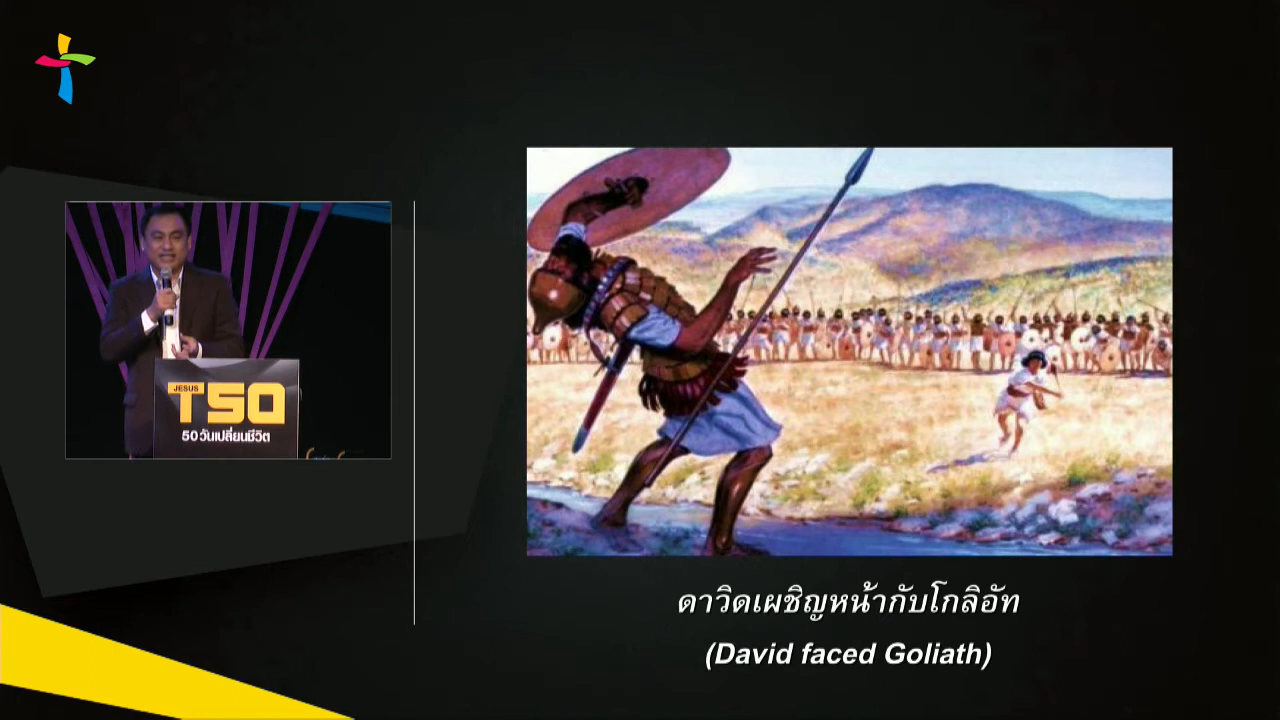 JESUS
T50
50 วันเปลี่ยนชีวิต
ดาวิดเผชิญหน้ากับโกลิอัท
(David faced Goliath)